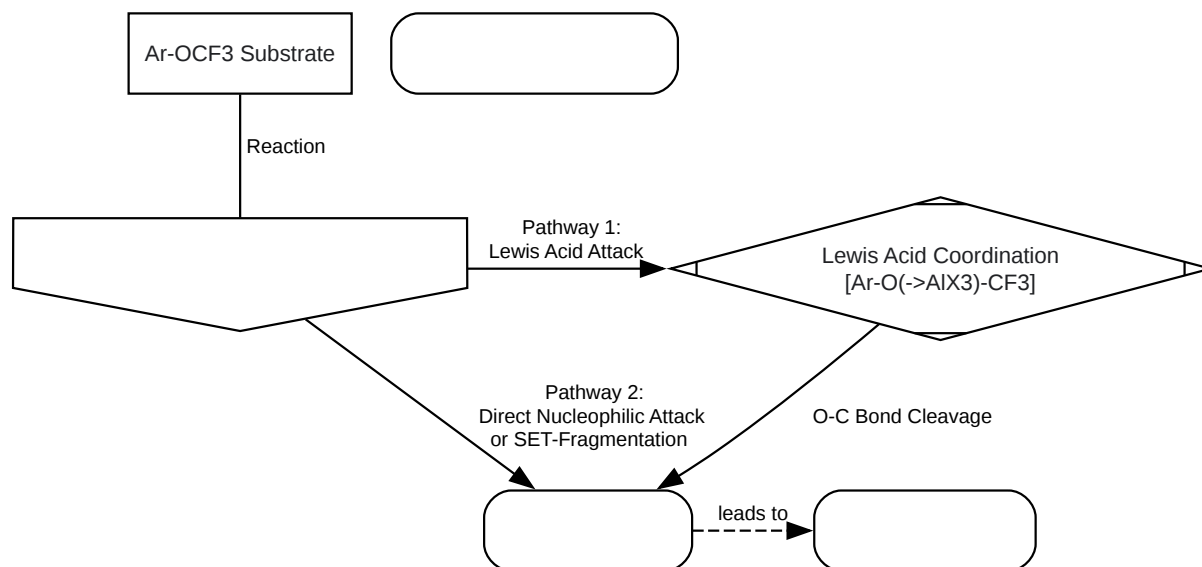 Ar-OCF3 Substrate
Reaction
Pathway 1:
Lewis Acid Attack
Lewis Acid Coordination
[Ar-O(->AlX3)-CF3]
Pathway 2:
Direct Nucleophilic Attack
or SET-Fragmentation
O-C Bond Cleavage
leads to